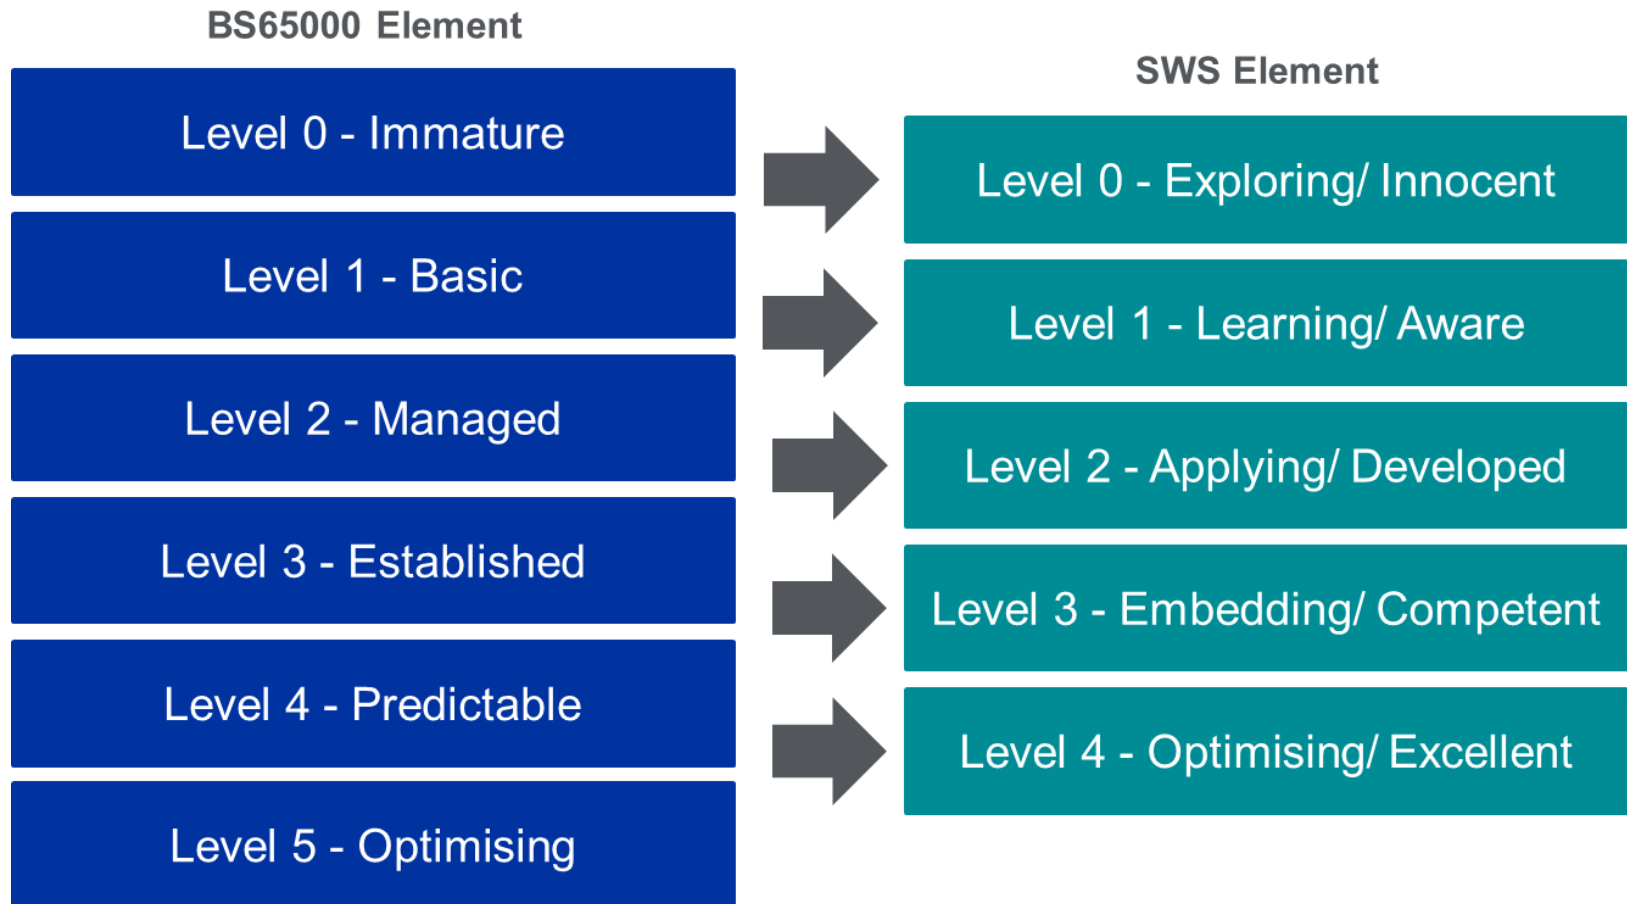 BS65000 Element
Level 0 - Immature
Level 1 - Basic
Level 2 - Managed
Level 3 - Established
Level 4 - Predictable
Level 5 - Optimising
SWS Element
Level 0 - Exploring/ Innocent
Level 1 - Learning/ Aware
Level 2 - Applying/ Developed
Level 3 - Embedding/ Competent
Level 4 - Optimising/ Excellent